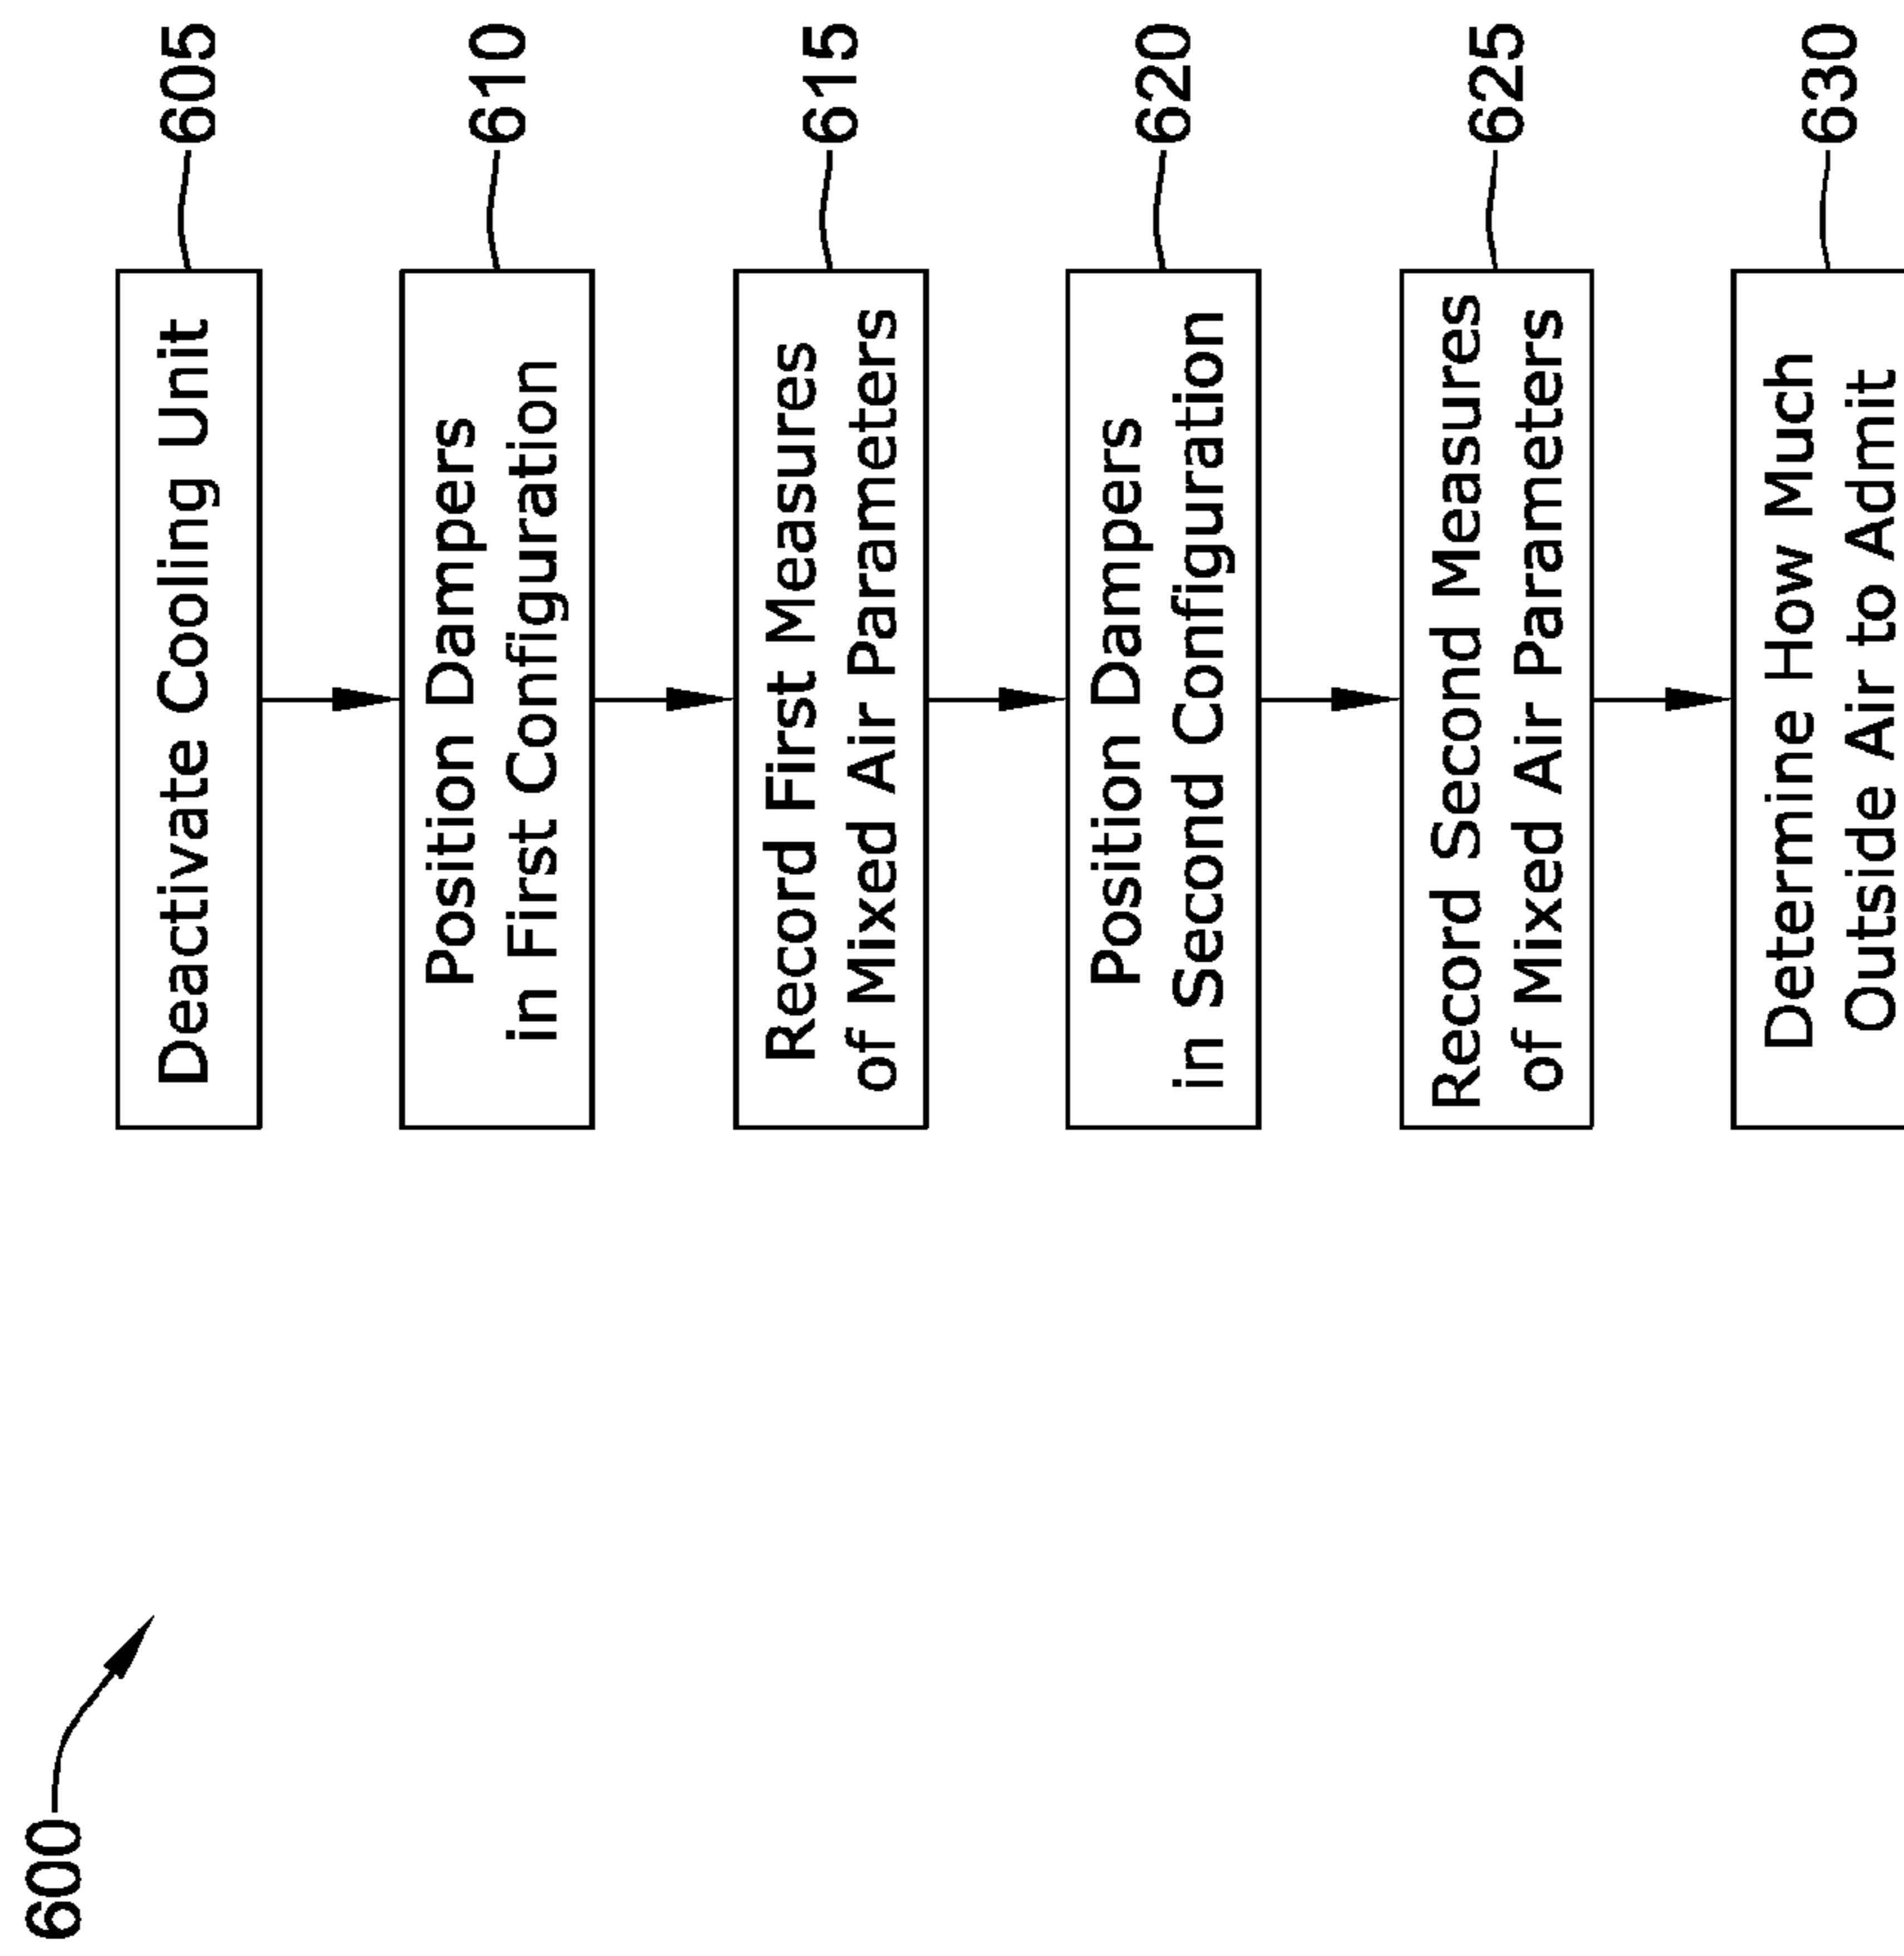 600
Deactivate Cooling Unit
605
Position Dampers
in First Configuration
610
Record First Measures
of Mixed Air Parameters
615
Position Dampers
in Second Configuration
620
Record Second Measures
of Mixed Air Parameters
625
Determine How Much
Outside Air to Admit
630